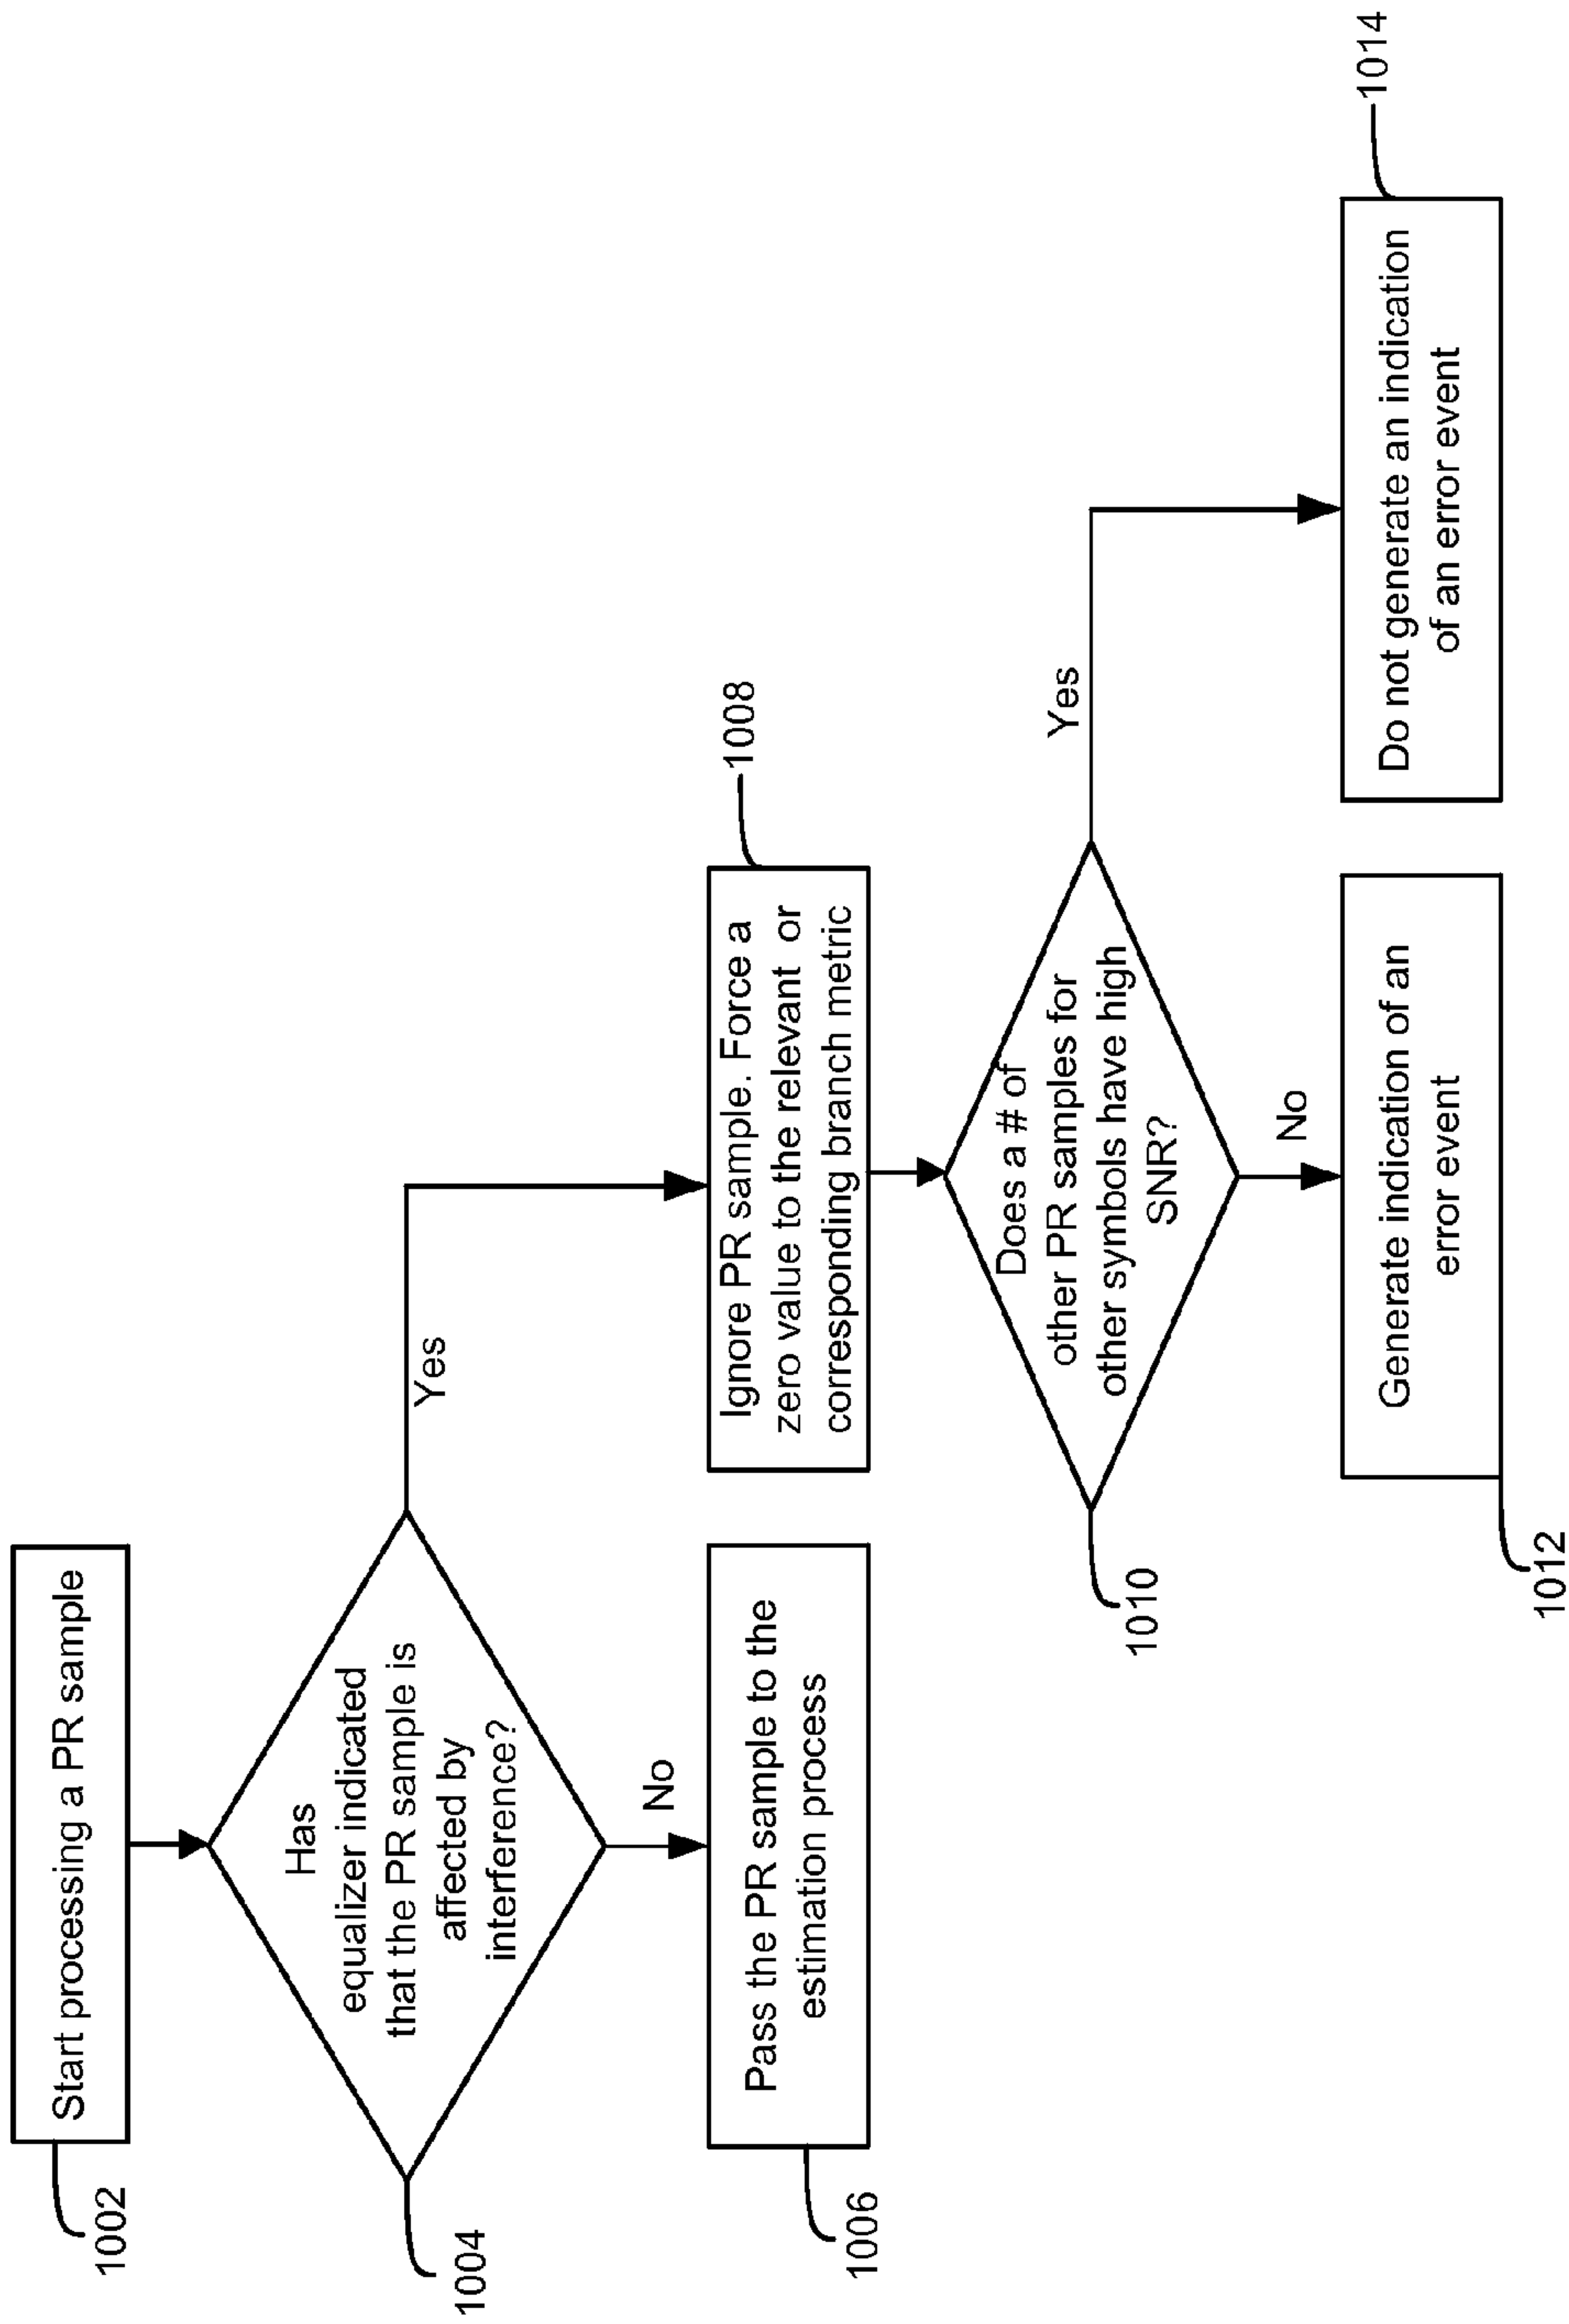 Start processing a PR sample
1002
Has
equalizer indicated
that the PR sample is
affected by
interference?
1004
Yes
No
Pass the PR sample to the
estimation process
1006
Ignore PR sample. Force a
zero value to the relevant or
corresponding branch metric
1008
Does a # of
other PR samples for
other symbols have high
SNR?
1010
Yes
No
Generate indication of an
error event
1012
Do not generate an indication
of an error event
1014